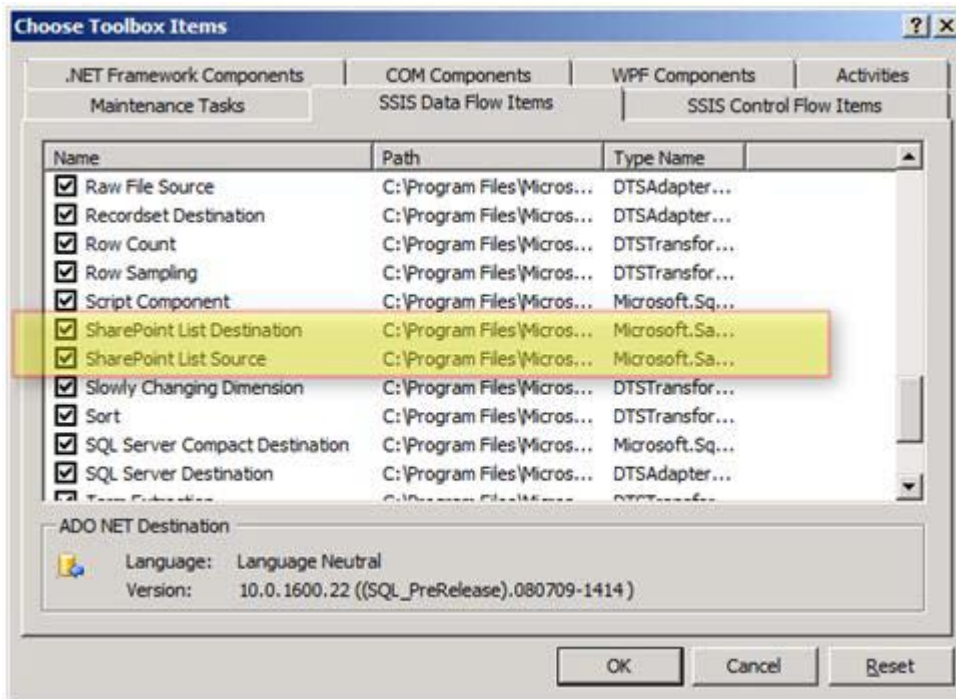 Choose Toolbox Items
.NET Framework Components COM Components WPF Components Activities
Maintenance Tasks SSIS Data Flow Items SSIS Control Flow Items
Name Path Type Name
Raw File Source C:\Program Files\Micros... DTSAdapter...
Recordset Destination C:\Program Files\Micros... DTSAdapter...
Row Count C:\Program Files\Micros... DTSTransfor...
Row Sampling C:\Program Files\Micros... DTSTransfor...
Script Component C:\Program Files\Micros... Microsoft.Sq...
SharePoint List Destination C:\Program Files\Micros... Microsoft.Sa...
SharePoint List Source C:\Program Files\Micros... Microsoft.Sa...
Slowly Changing Dimension C:\Program Files\Micros... DTSTransfor...
Sort C:\Program Files\Micros... DTSTransfor...
SQL Server Compact Destination C:\Program Files\Micros... Microsoft.Sq...
SQL Server Destination C:\Program Files\Micros... DTSAdapter...
ADO NET Destination
Language: Language Neutral
Version: 10.0.1600.22 ((SQL_PreRelease).080709-1414 )
OK Cancel Reset